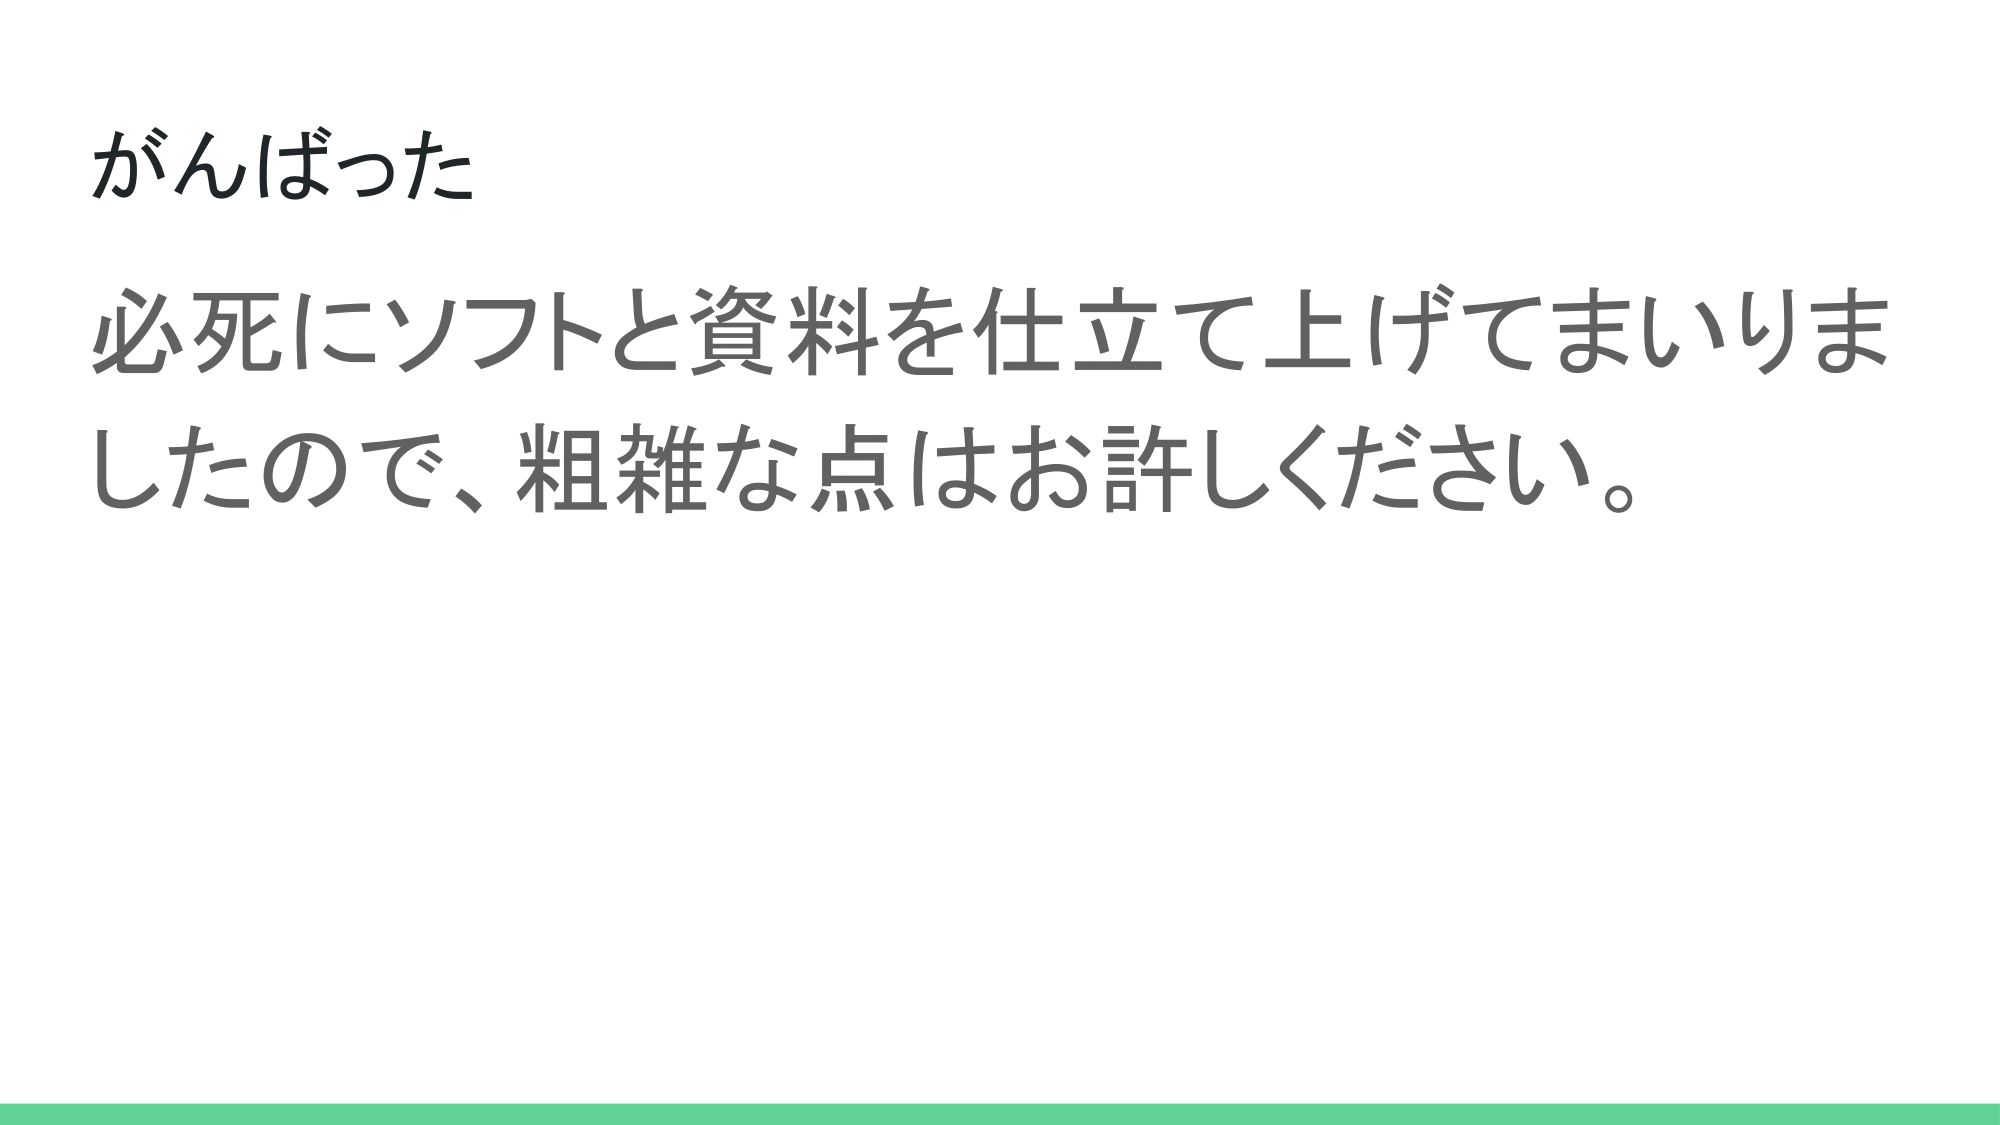 がんばった
必死にソフトと資料を仕立て上げてまいりま
したので、粗雑な点はお許しください。